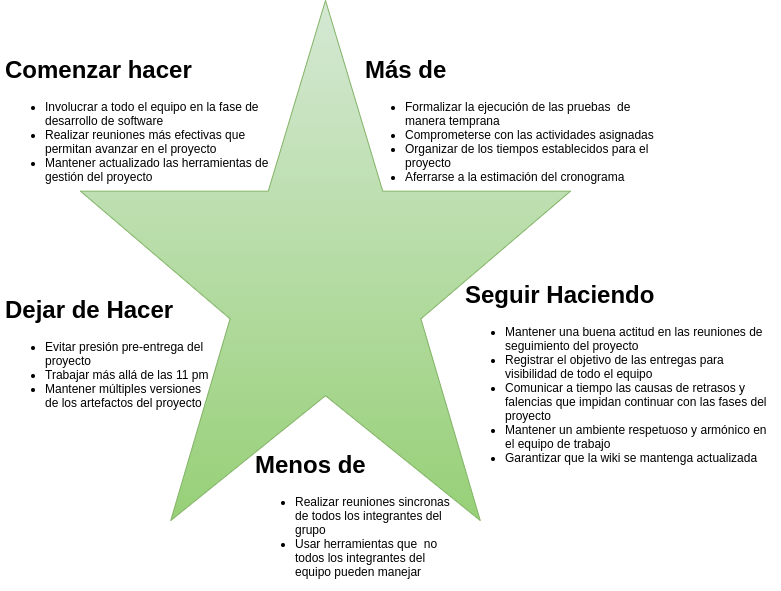 Comenzar hacer
• Involucrar a todo el equipo en la fase de
desarrollo de software
• Realizar reuniones más efectivas que
permitan avanzar en el proyecto
• Mantener actualizado las herramientas de
gestión del proyecto
Más de
• Formalizar la ejecución de las pruebas  de
manera temprana
• Comprometerse con las actividades asignadas
• Organizar de los tiempos establecidos para el
proyecto
• Aferrarse a la estimación del cronograma
Dejar de Hacer
• Evitar presión pre-entrega del
proyecto
• Trabajar más allá de las 11 pm
• Mantener múltiples versiones
de los artefactos del proyecto
Seguir Haciendo
• Mantener una buena actitud en las reuniones de
seguimiento del proyecto
• Registrar el objetivo de las entregas para
visibilidad de todo el equipo
• Comunicar a tiempo las causas de retrasos y
falencias que impidan continuar con las fases del
proyecto
• Mantener un ambiente respetuoso y armónico en
el equipo de trabajo
• Garantizar que la wiki se mantenga actualizada
Menos de
• Realizar reuniones sincronas
de todos los integrantes del
grupo
• Usar herramientas que  no
todos los integrantes del
equipo pueden manejar